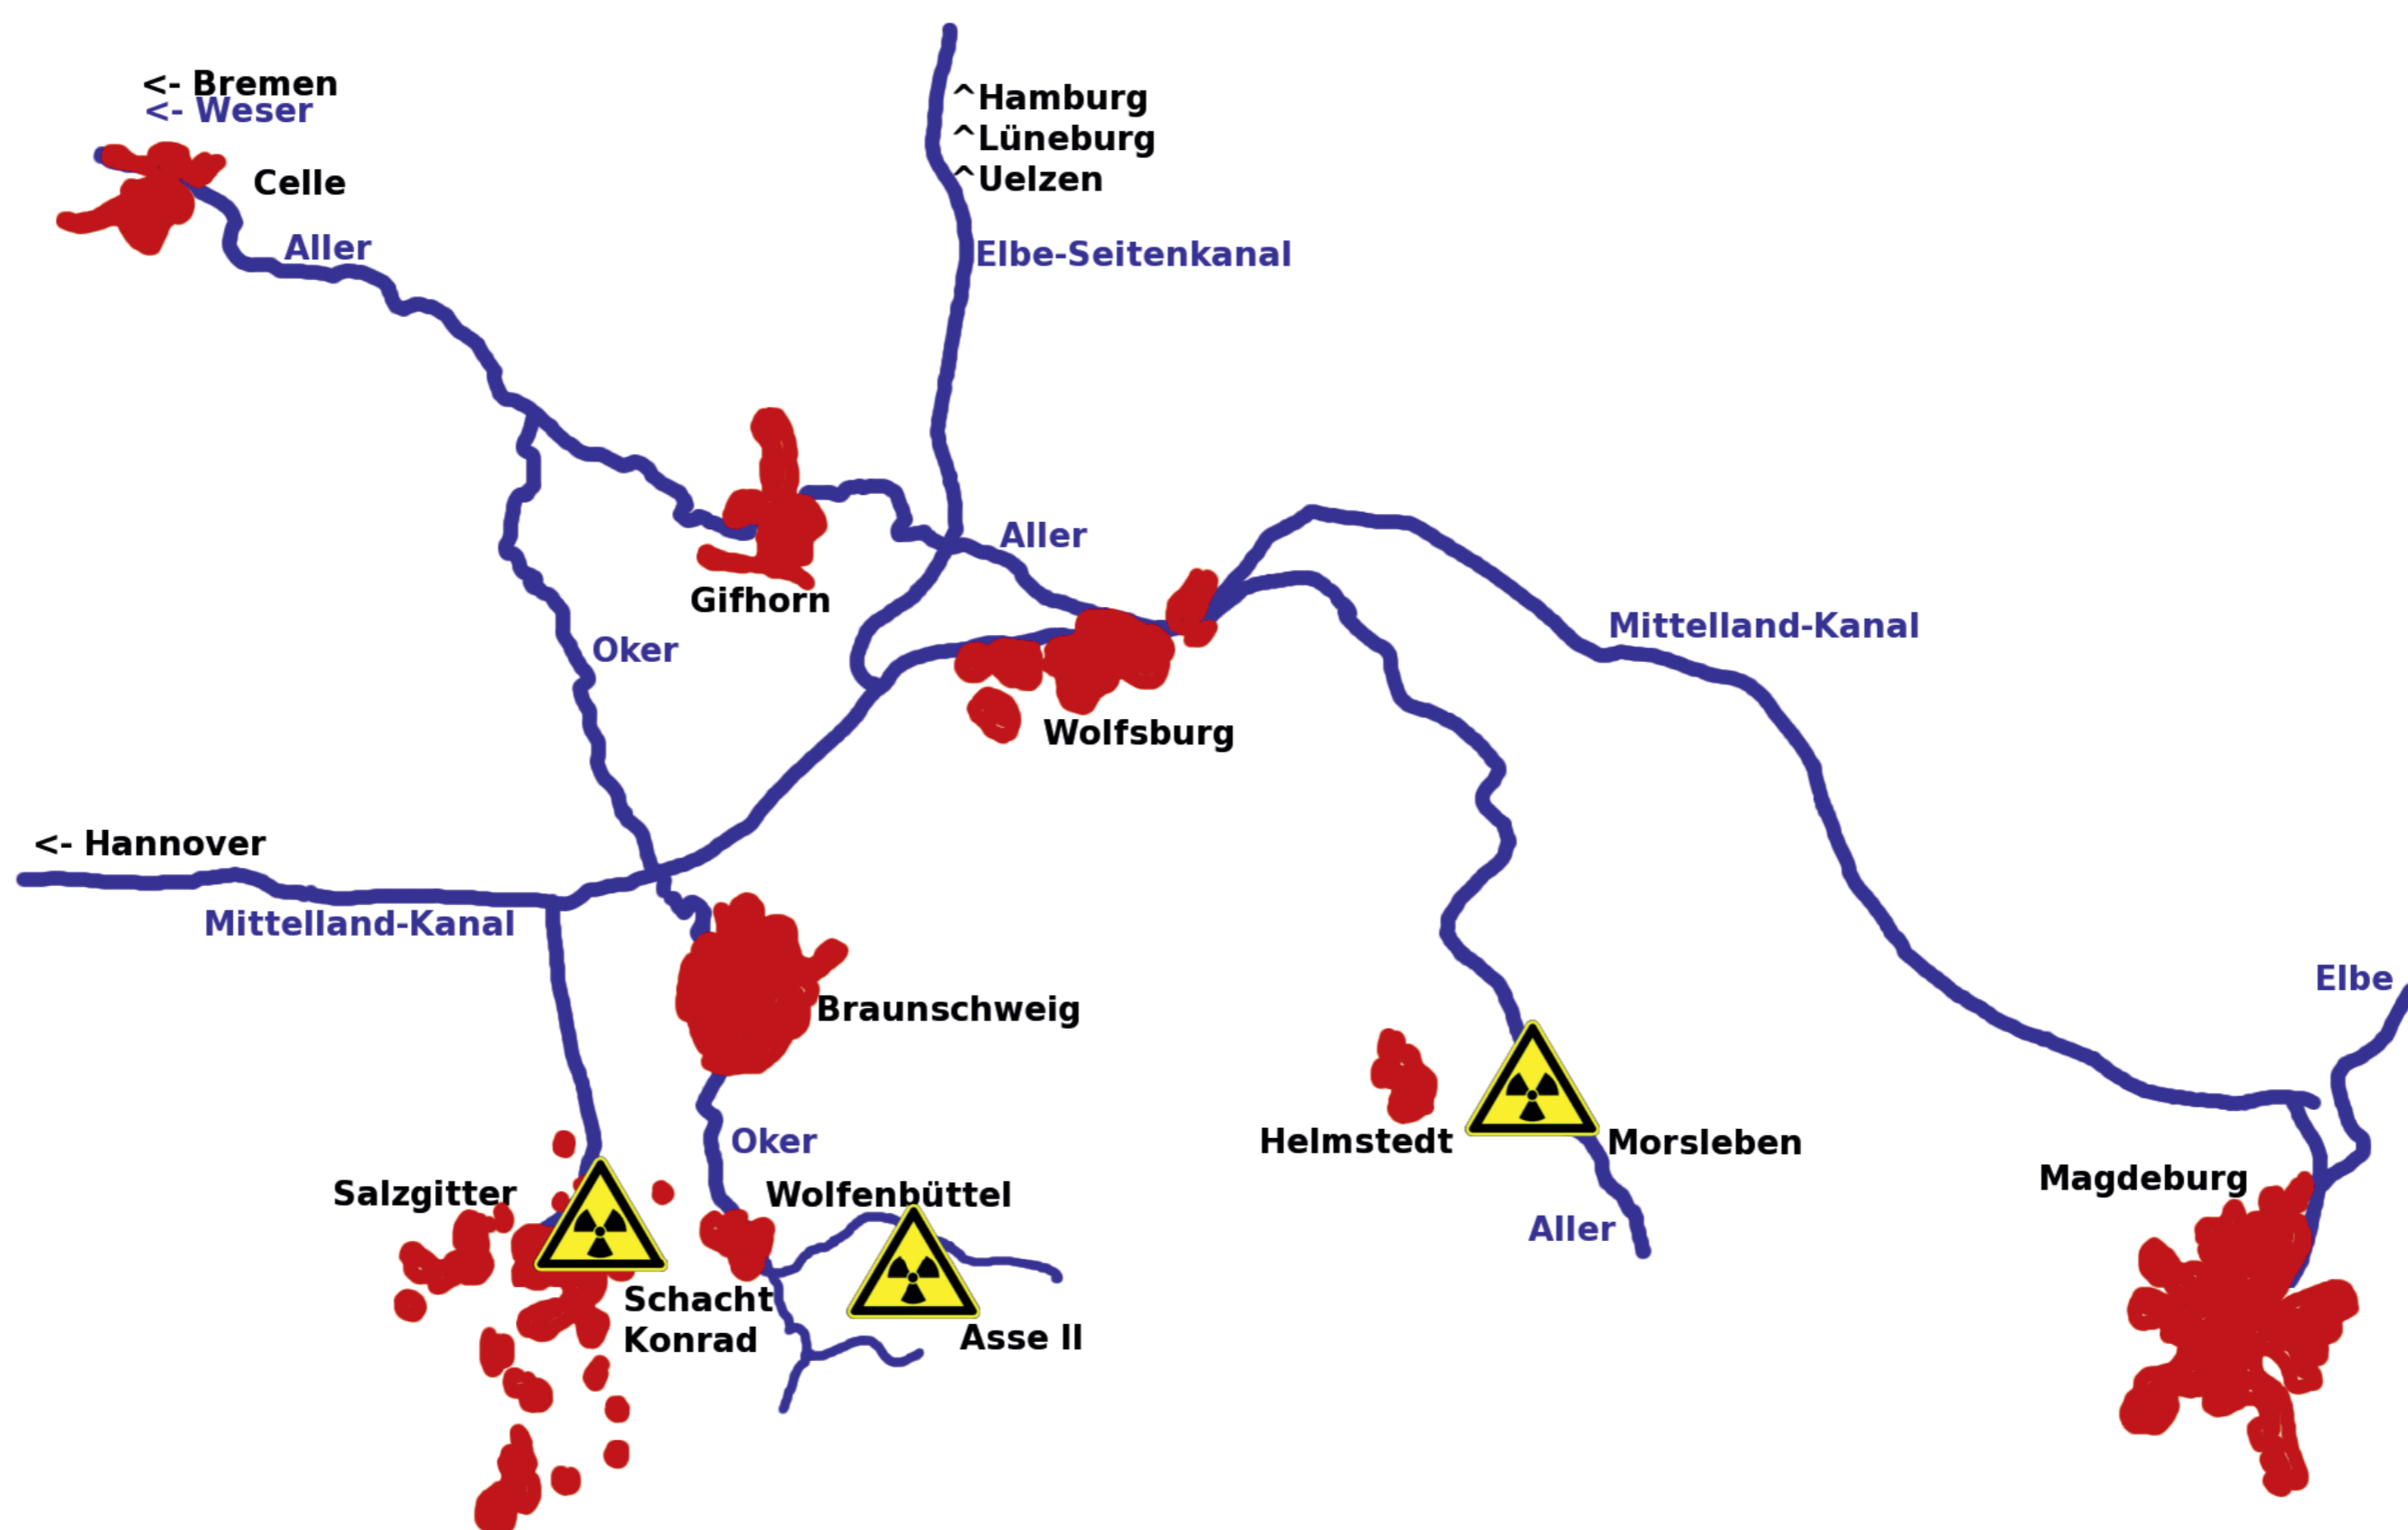 <- Bremen
<- Weser
^Hamburg
^Lüneburg
^Uelzen
Celle
Aller
Elbe-Seitenkanal
Aller
Gifhorn
Mittelland-Kanal
Oker
Wolfsburg
<- Hannover
Mittelland-Kanal
Elbe
Braunschweig
Oker
Helmstedt
Morsleben
Magdeburg
Salzgitter
Wolfenbüttel
Aller
Schacht
Konrad
Asse II